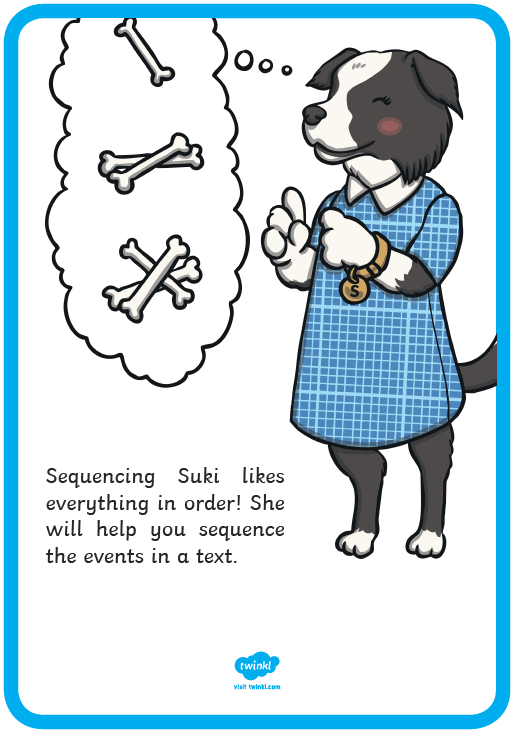 S
Sequencing Suki likes
everything in order! She
will help you sequence
the events in a text.
twinkl
visit twinkl.com